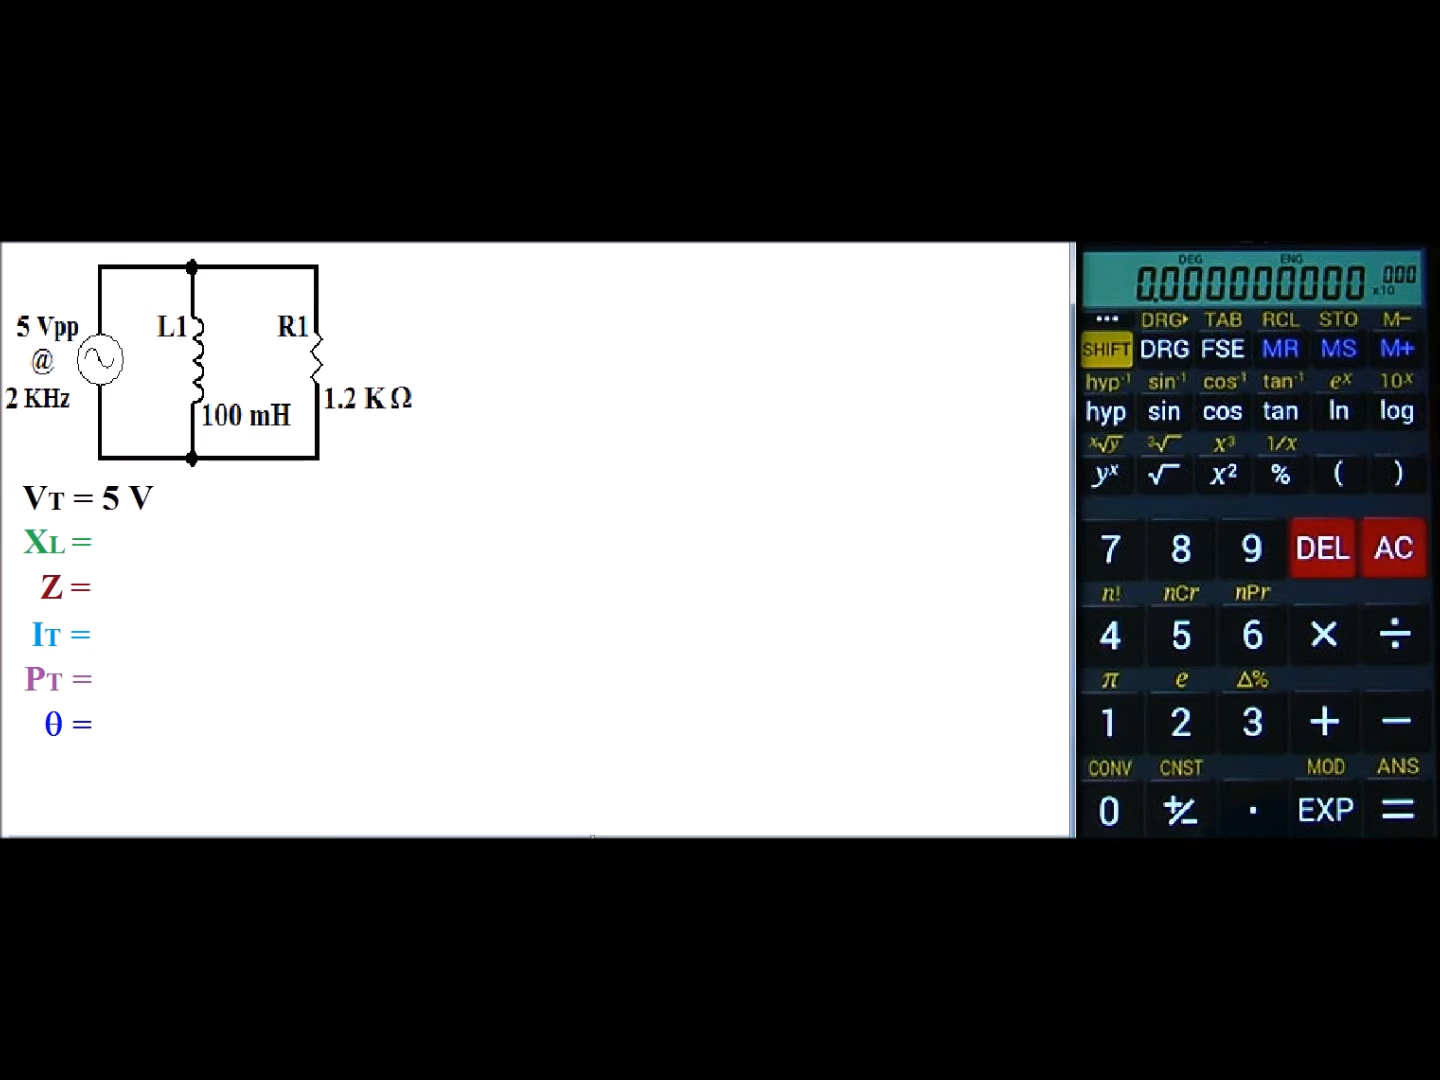 5 Vpp
@
2 KHz
L1
100 mH
R1
1.2 K Ω
VT = 5 V
XL =
Z =
IT =
PT =
θ =
DEG ENG
0.000000000 x10 000
••• DRG▸ TAB RCL STO M−
SHIFT DRG FSE MR MS M+
hyp⁻¹ sin⁻¹ cos⁻¹ tan⁻¹ eˣ 10ˣ
hyp sin cos tan ln log
ˣ√y ³√ x³ 1/x
yˣ √ x² % ( )
7 8 9 DEL AC
n! nCr nPr
4 5 6 × ÷
π e Δ%
1 2 3 + −
CONV CNST MOD ANS
0 +/− . EXP =